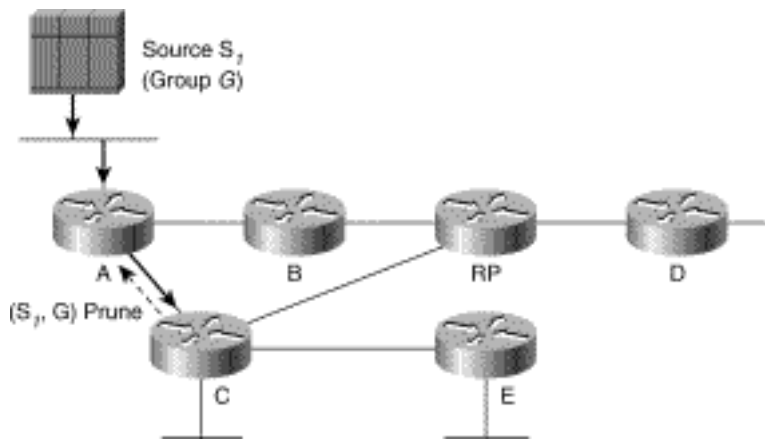 Source S1
(Group G)
A
B
RP
D
(S1, G) Prune
C
E